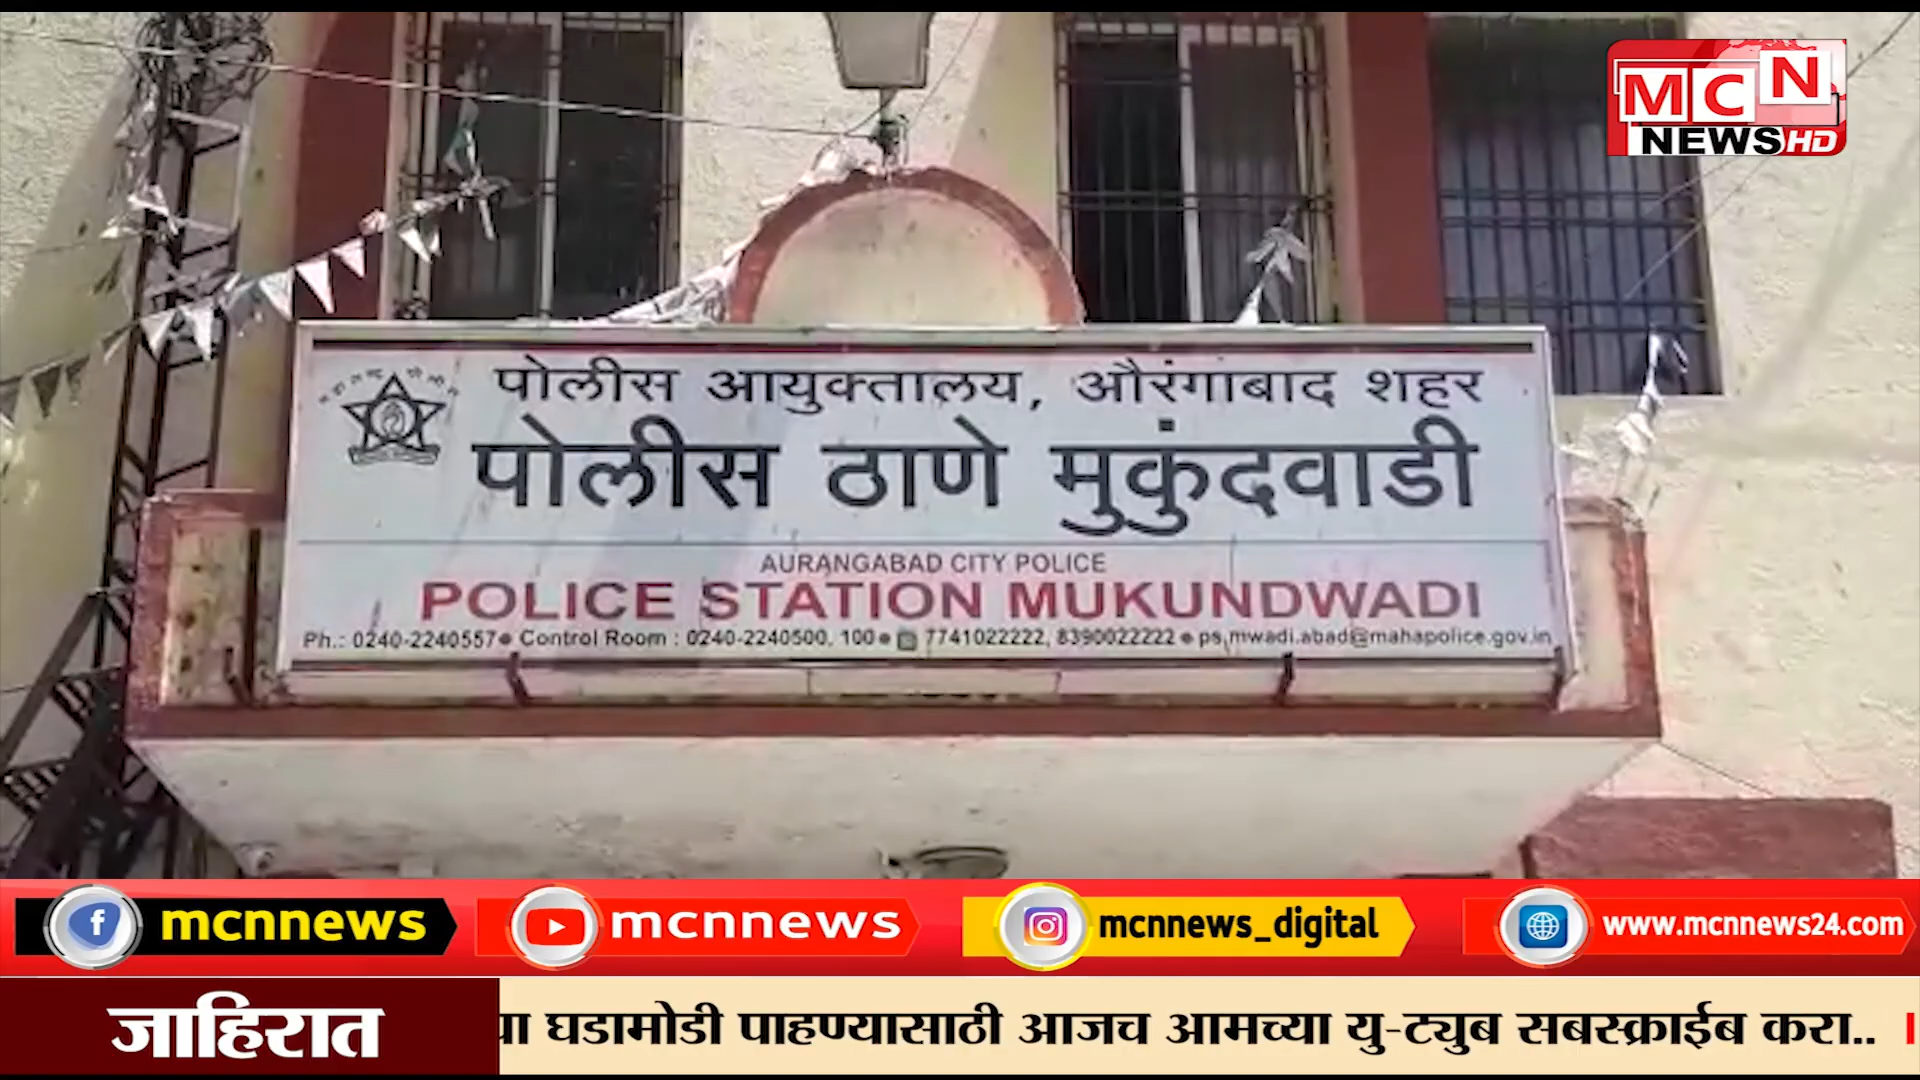 MCN
NEWS HD
महाराष्ट्र पोलीस
पोलीस आयुक्तालय, औरंगाबाद शहर
पोलीस ठाणे मुकुंदवाडी
AURANGABAD CITY POLICE
POLICE STATION MUKUNDWADI
Ph.: 0240-2240557 ● Control Room : 0240-2240500, 100 ● 7741022222, 8390022222 ● ps.mwadi.abad@mahapolice.gov.in
mcnnews mcnnews mcnnews_digital www.mcnnews24.com
जाहिरात घडामोडी पाहण्यासाठी आजच आमच्या यु-ट्युब सबस्क्राईब करा..